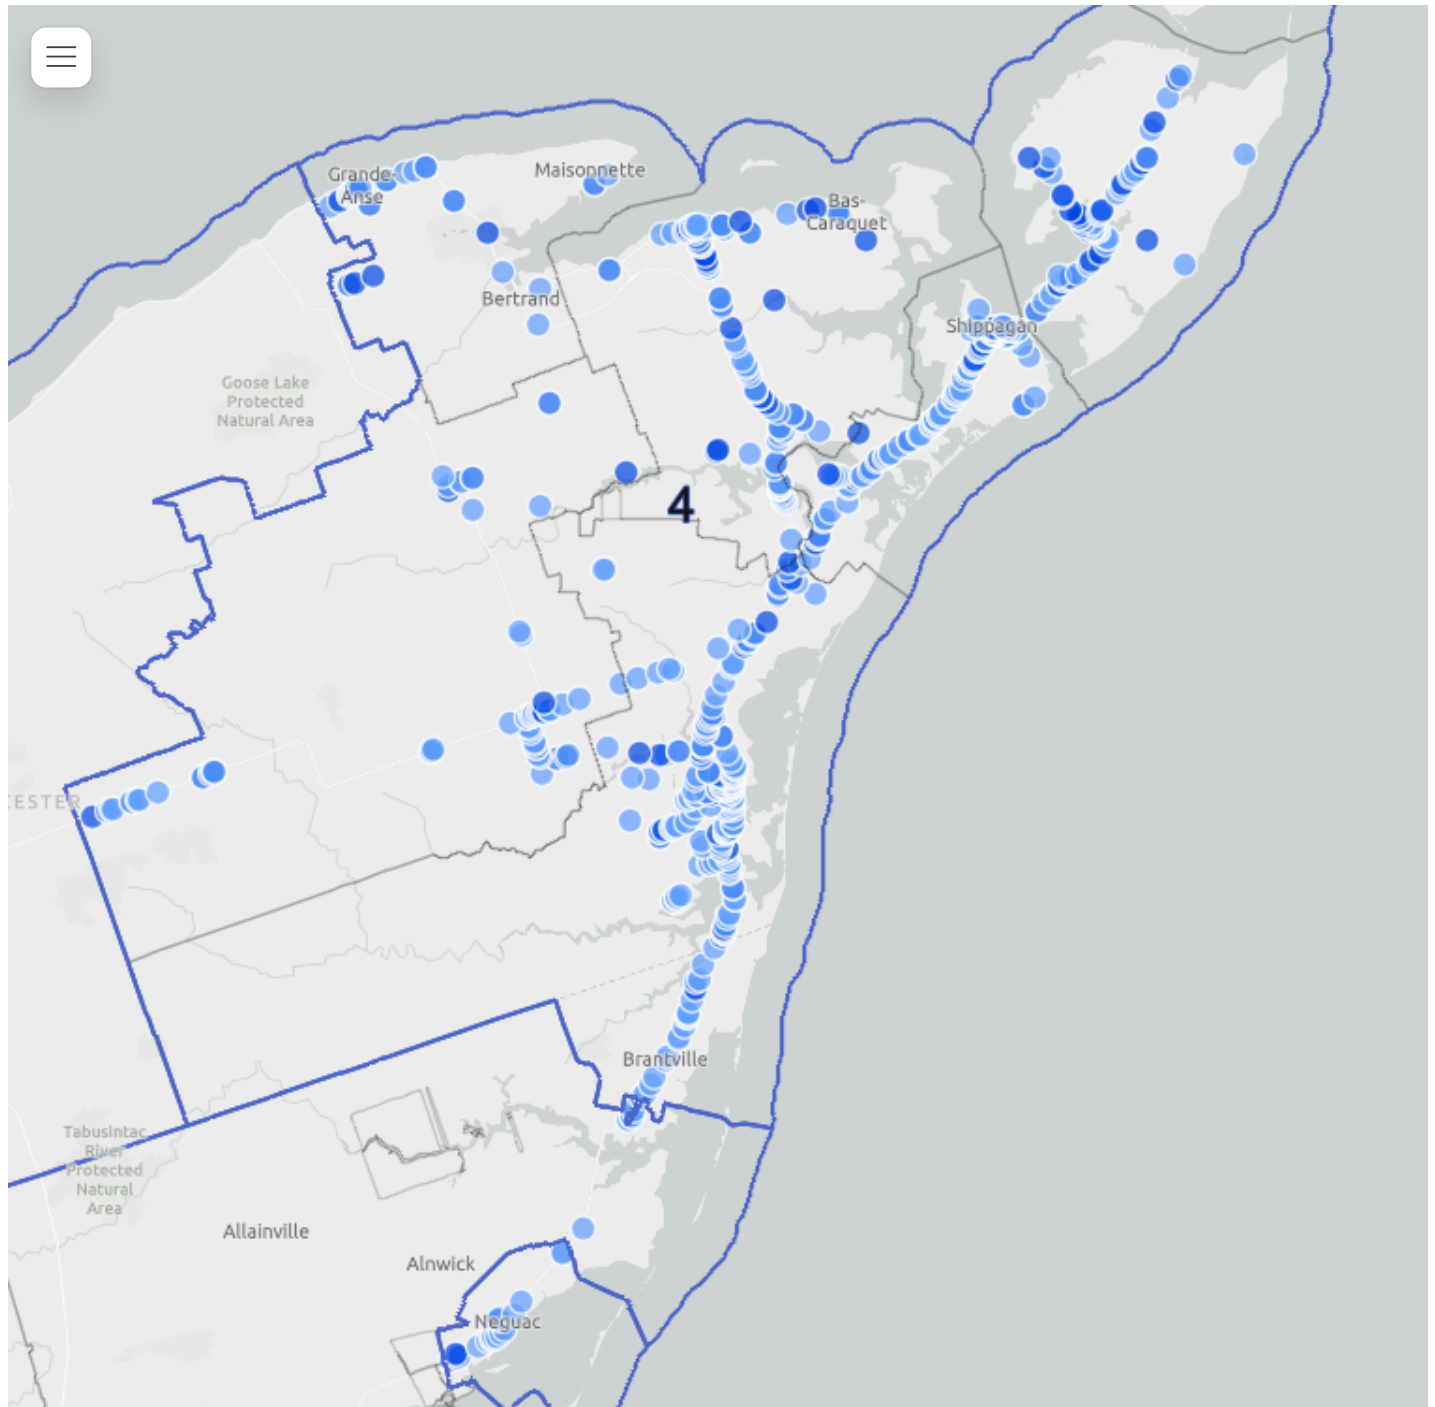 Grande-
Anse
Maisonnette
Bas-
Caraquet
Bertrand
Shippagan
Goose Lake
Protected
Natural Area
4
CESTER
Brantville
Tabusintac
River
Protected
Natural
Area
Allainville
Alnwick
Neguac